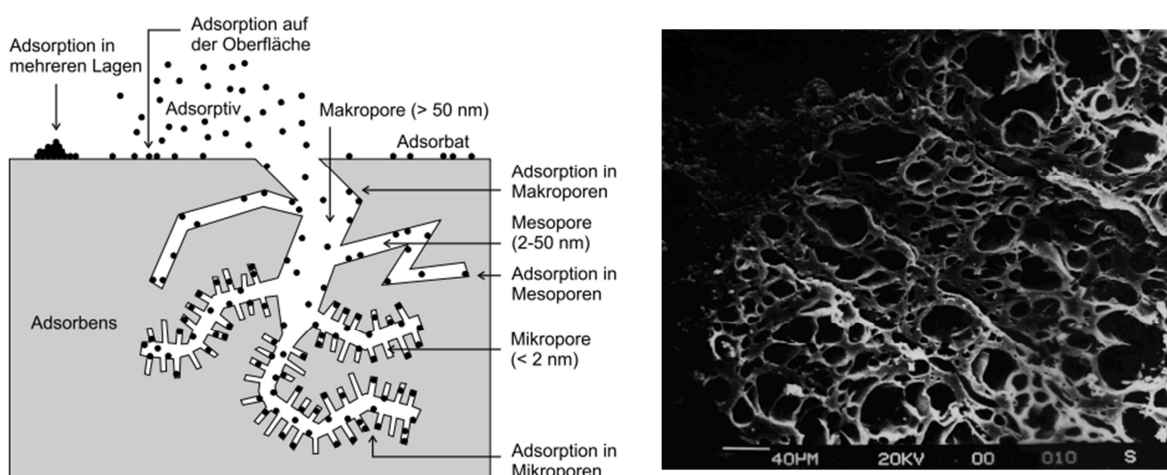 Adsorption in
mehreren Lagen
Adsorption auf
der Oberfläche
Adsorptiv
Makropore (> 50 nm)
Adsorbat
Adsorption in
Makroporen
Mesopore
(2-50 nm)
Adsorption in
Mesoporen
Adsorbens
Mikropore
(< 2 nm)
Adsorption in
Mikroporen
40µM 20KV 00 010 S